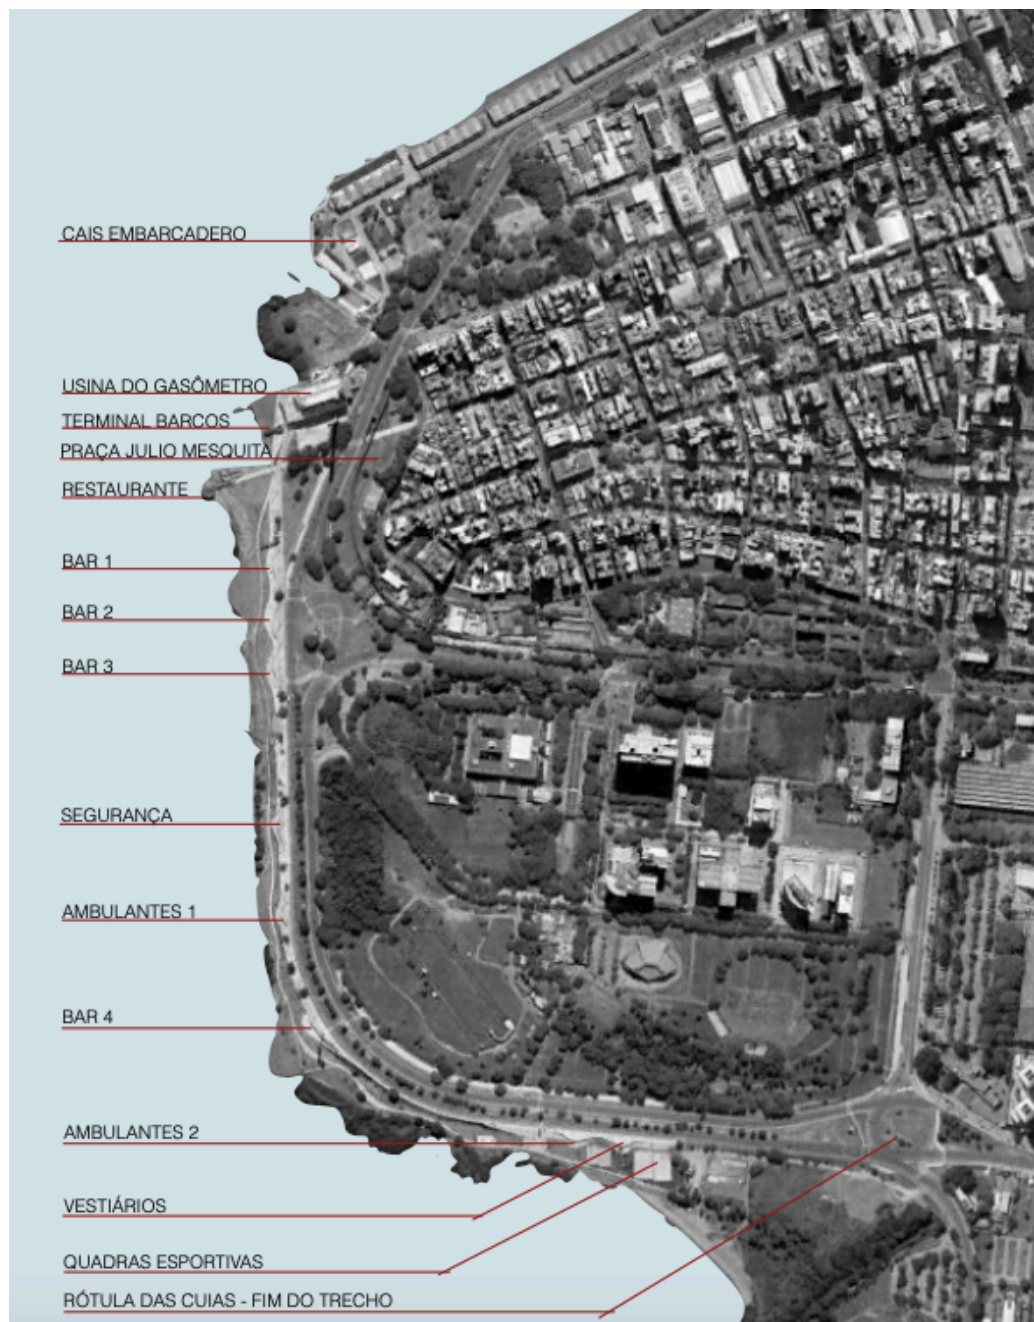 CAIS EMBARCADERO
USINA DO GASÔMETRO
TERMINAL BARCOS
PRAÇA JULIO MESQUITA
RESTAURANTE
BAR 1
BAR 2
BAR 3
SEGURANÇA
AMBULANTES 1
BAR 4
AMBULANTES 2
VESTIÁRIOS
QUADRAS ESPORTIVAS
RÓTULA DAS CUIAS - FIM DO TRECHO